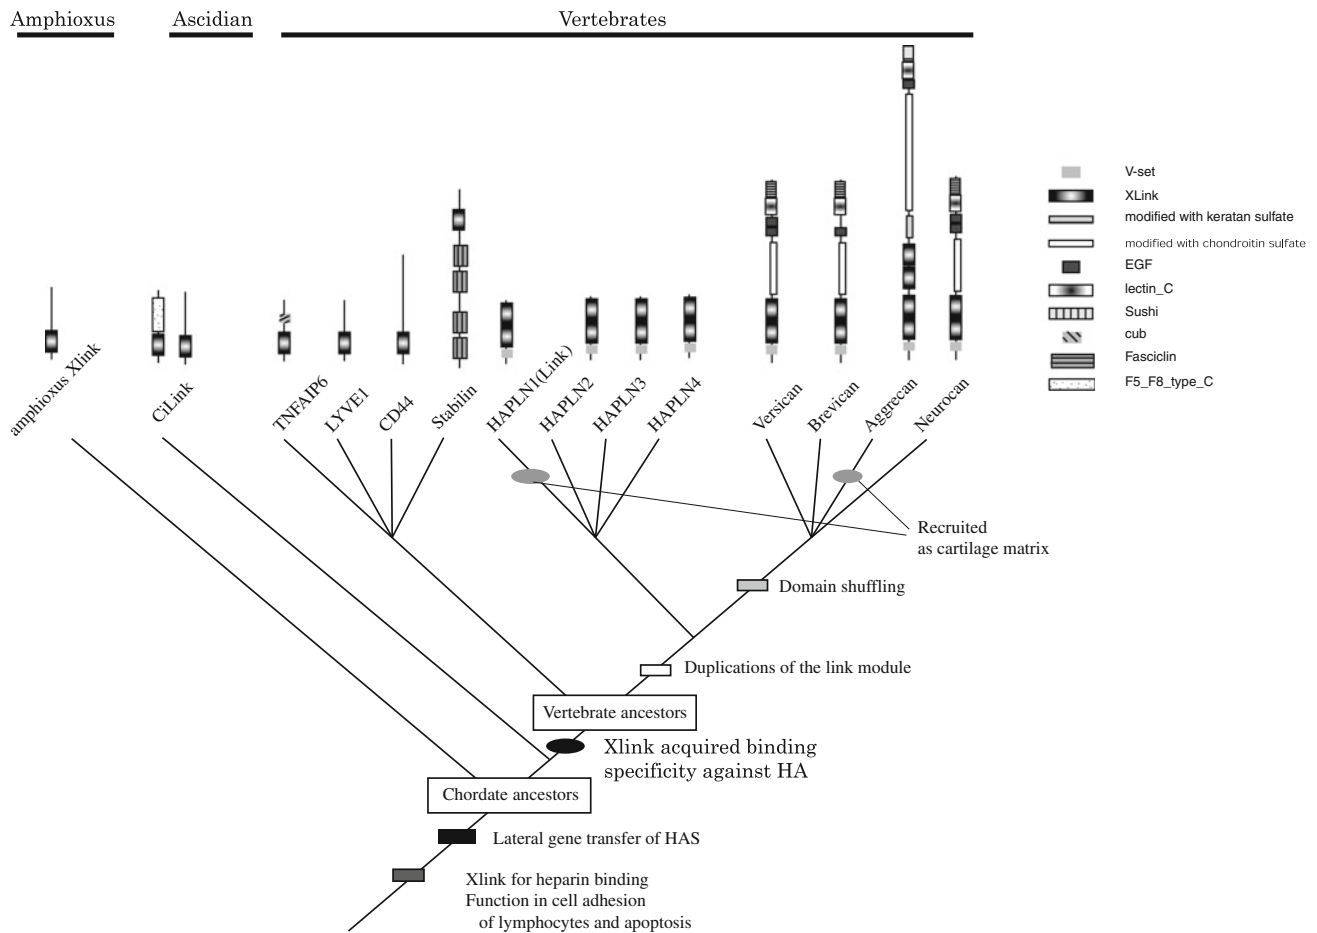 Amphioxus
Ascidian
Vertebrates
V-set
XLink
modified with keratan sulfate
modified with chondroitin sulfate
EGF
lectin_C
Sushi
cub
Fasciclin
F5_F8_type_C
amphioxus Xlink
CiLink
TNFAIP6
LYVE1
CD44
Stabilin
HAPLN1(Link)
HAPLN2
HAPLN3
HAPLN4
Versican
Brevican
Aggrecan
Neurocan
Recruited
as cartilage matrix
Domain shuffling
Duplications of the link module
Vertebrate ancestors
Xlink acquired binding
specificity against HA
Chordate ancestors
Lateral gene transfer of HAS
Xlink for heparin binding
Function in cell adhesion
of lymphocytes and apoptosis